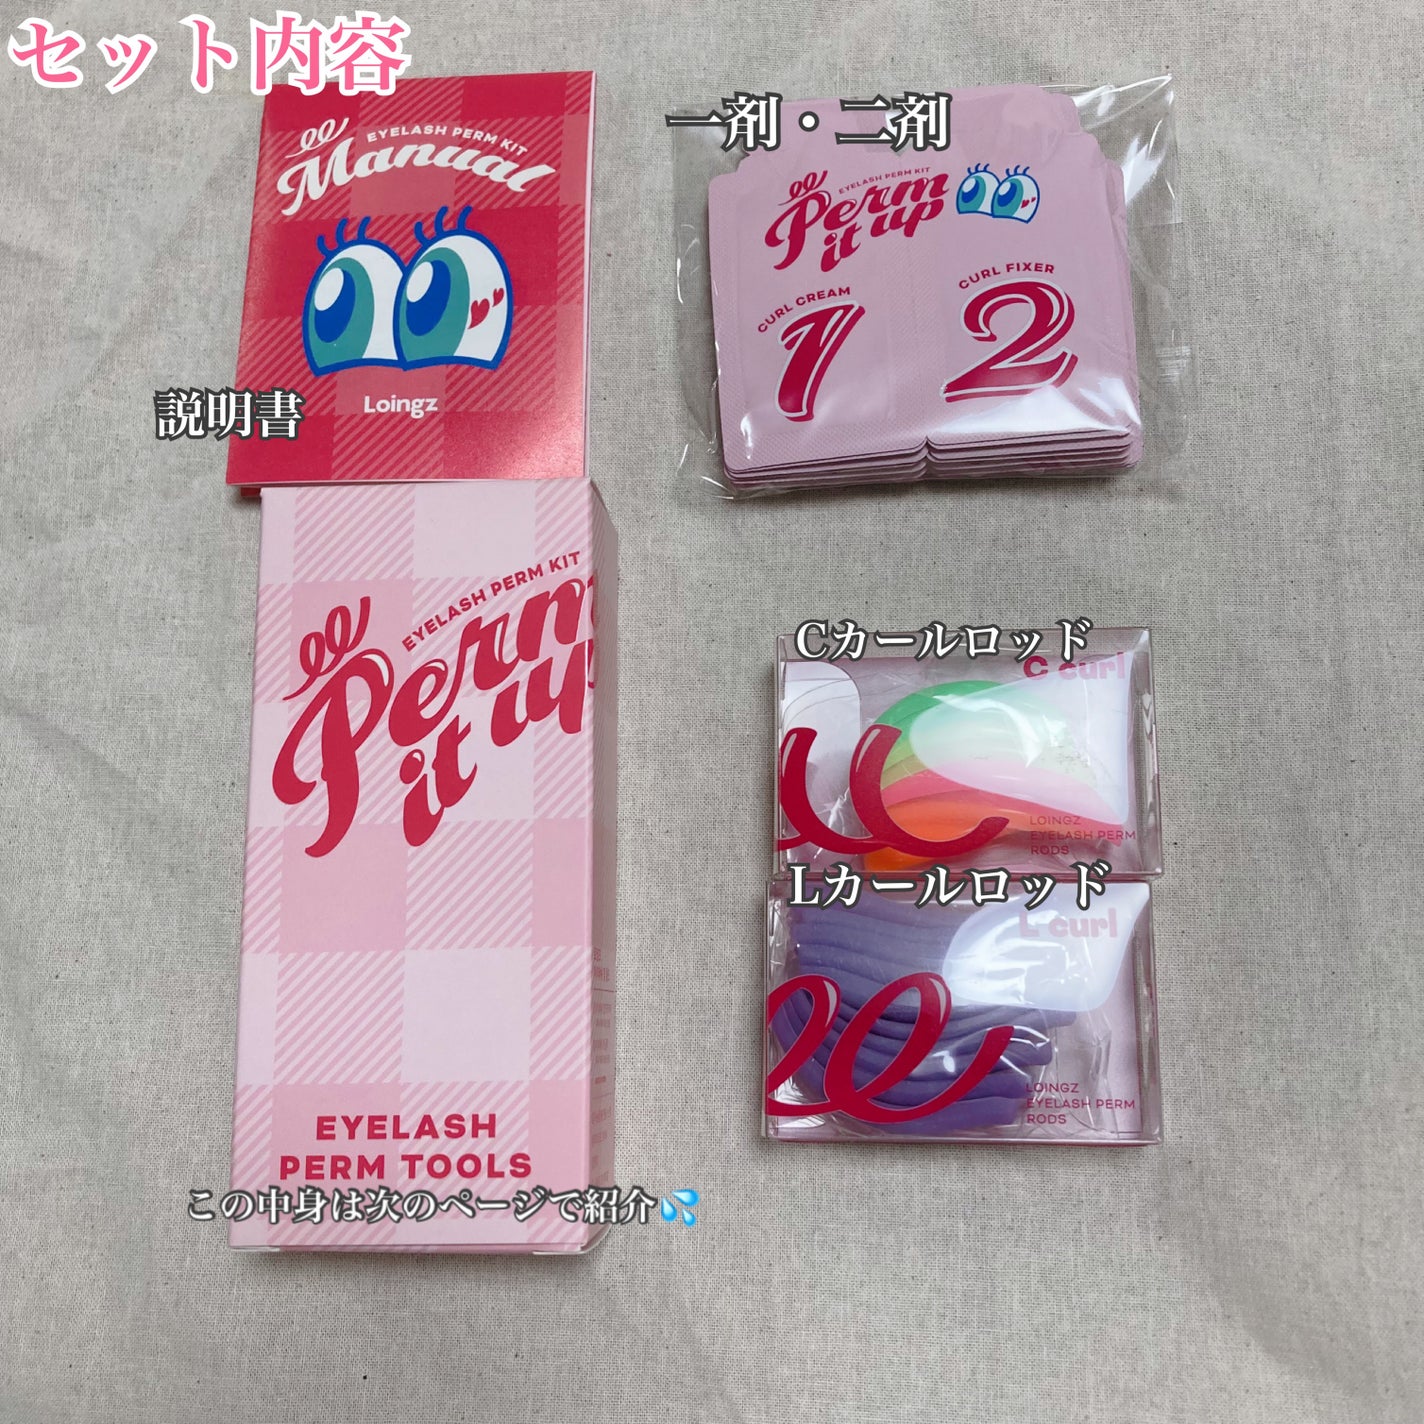 セット内容
EYELASH PERM KIT
Manual
Loingz
説明書
一剤・二剤
EYELASH PERM KIT
Perm
it up
CURL CREAM
1
CURL FIXER
2
EYELASH PERM KIT
Perm
it up
EYELASH
PERM TOOLS
この中身は次のページで紹介💦
Cカールロッド
C curl
LOINGZ
EYELASH PERM
RODS
Lカールロッド
L curl
LOINGZ
EYELASH PERM
RODS